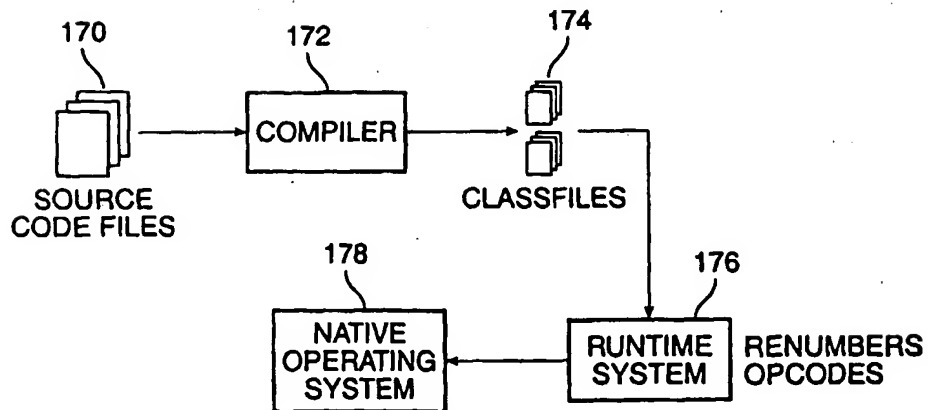 170
172
174
COMPILER
SOURCE
CODE FILES
CLASSFILES
178
176
NATIVE
OPERATING
SYSTEM
RUNTIME
SYSTEM
RENUMBERS
OPCODES